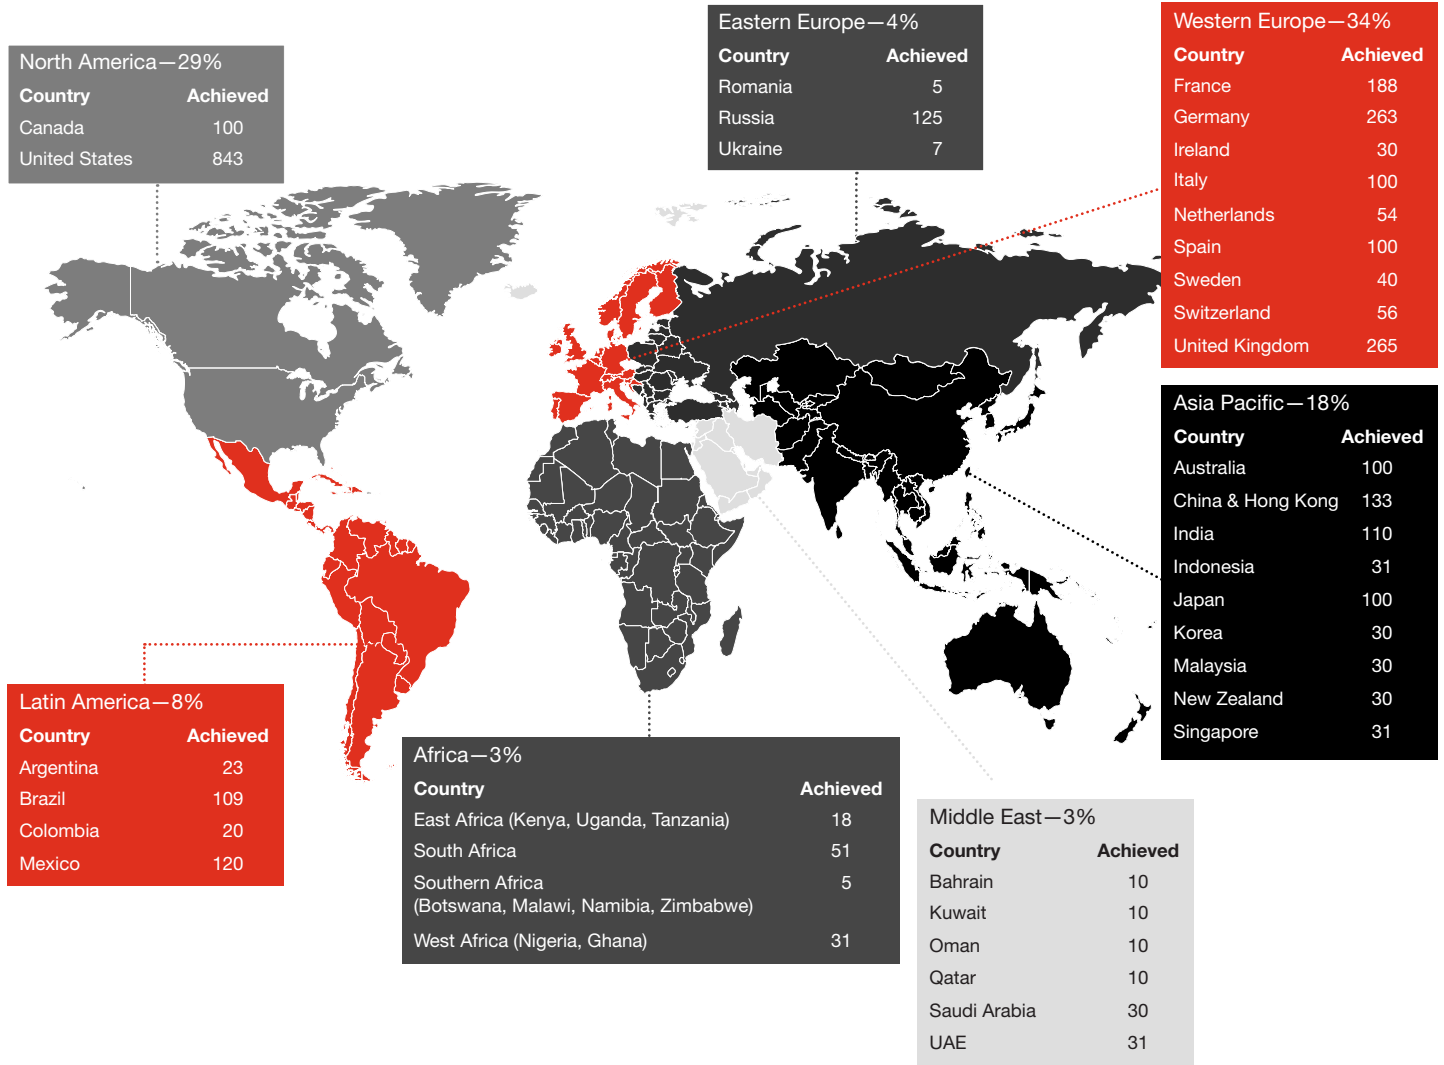 North America—29%
Country Achieved
Canada 100
United States 843
Eastern Europe—4%
Country Achieved
Romania 5
Russia 125
Ukraine 7
Western Europe—34%
Country Achieved
France 188
Germany 263
Ireland 30
Italy 100
Netherlands 54
Spain 100
Sweden 40
Switzerland 56
United Kingdom 265
Asia Pacific—18%
Country Achieved
Australia 100
China & Hong Kong 133
India 110
Indonesia 31
Japan 100
Korea 30
Malaysia 30
New Zealand 30
Singapore 31
Latin America—8%
Country Achieved
Argentina 23
Brazil 109
Colombia 20
Mexico 120
Africa—3%
Country Achieved
East Africa (Kenya, Uganda, Tanzania) 18
South Africa 51
Southern Africa 5
(Botswana, Malawi, Namibia, Zimbabwe)
West Africa (Nigeria, Ghana) 31
Middle East—3%
Country Achieved
Bahrain 10
Kuwait 10
Oman 10
Qatar 10
Saudi Arabia 30
UAE 31